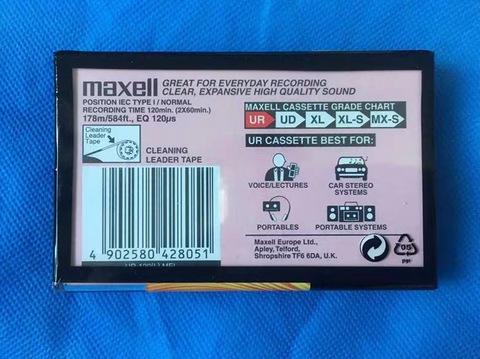 maxell
GREAT FOR EVERYDAY RECORDING
CLEAR, EXPANSIVE HIGH QUALITY SOUND
POSITION IEC TYPE I / NORMAL
RECORDING TIME 120min. (2X60min.)
178m/584ft., EQ 120µs
Cleaning
Leader
Tape
CLEANING
LEADER TAPE
MAXELL CASSETTE GRADE CHART
UR UD XL XL-S MX-S
UR CASSETTE BEST FOR:
VOICE/LECTURES
CAR STEREO
SYSTEMS
PORTABLES
PORTABLE SYSTEMS
Maxell Europe Ltd.,
Apley, Telford,
Shropshire TF6 6DA, U.K.
05
PP
4 902580 428051